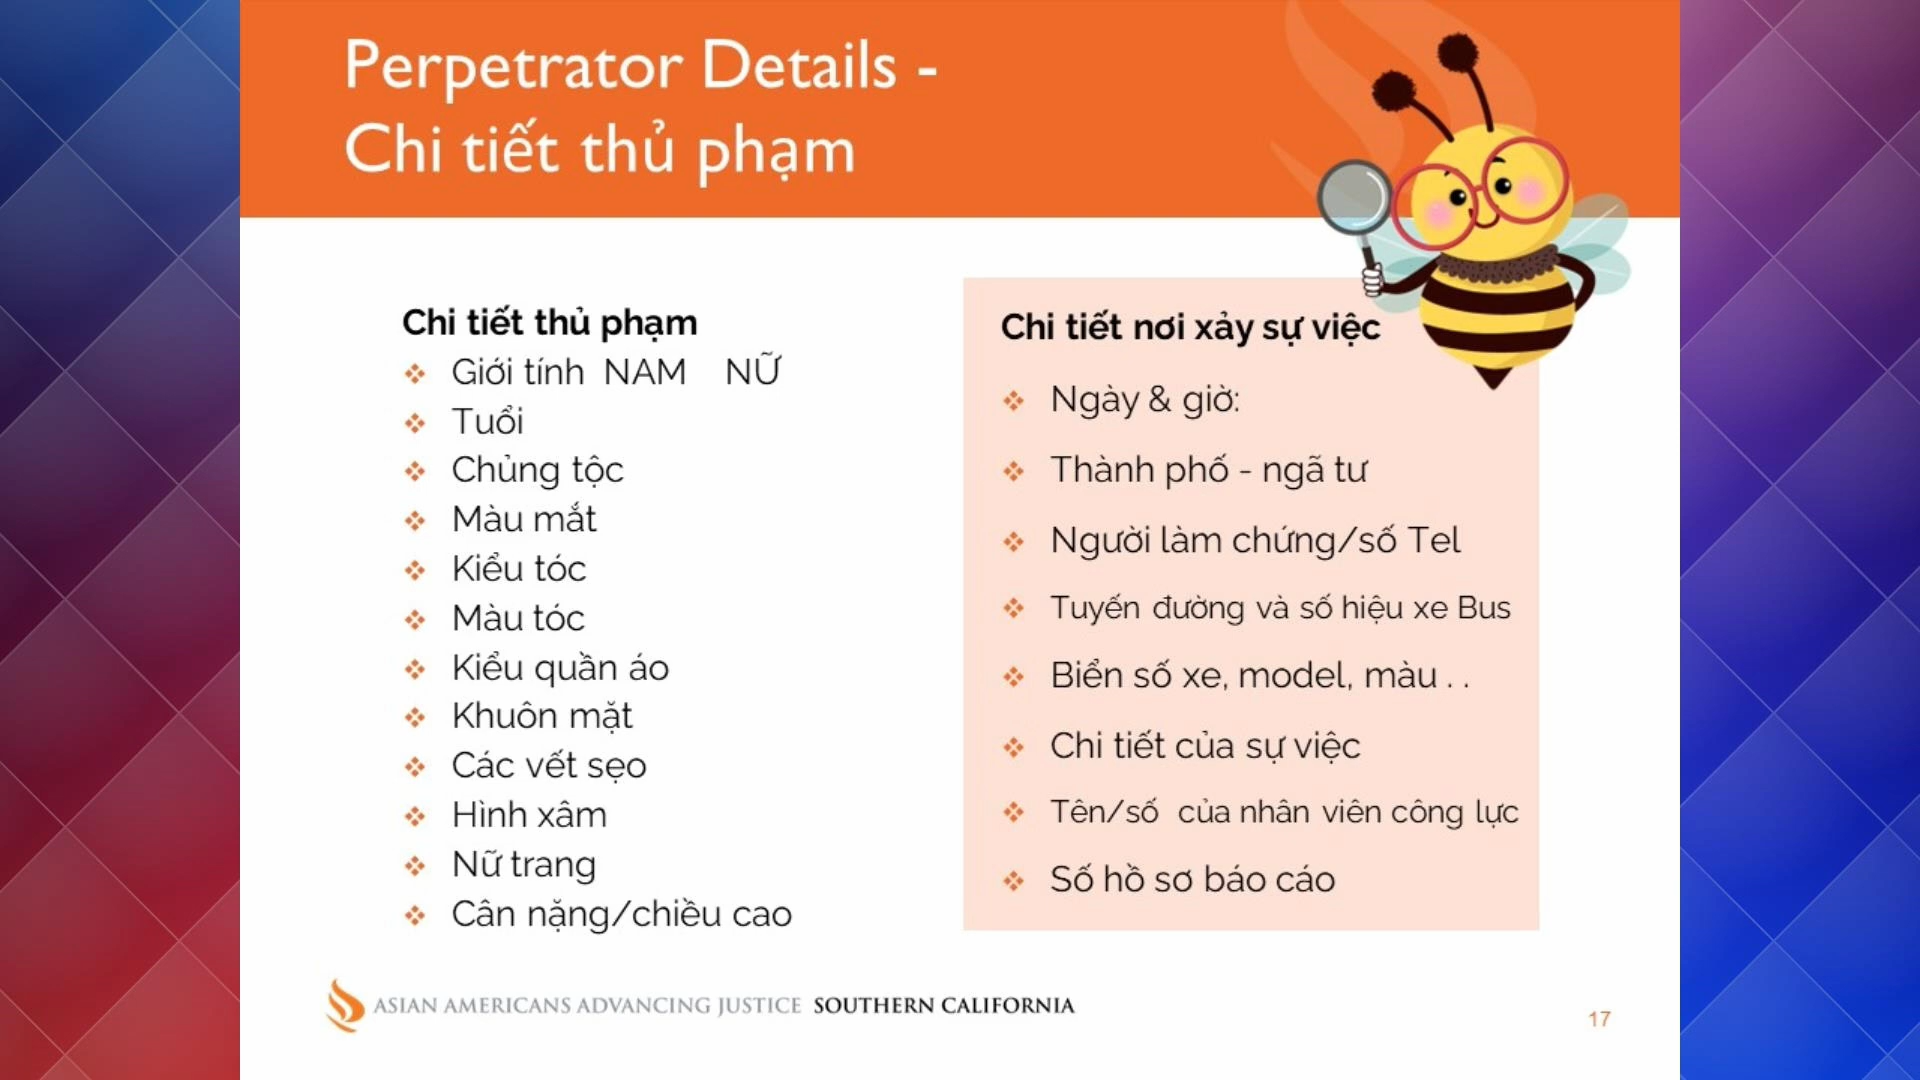 Perpetrator Details -
Chi tiết thủ phạm
Chi tiết thủ phạm
Giới tính NAM NỮ
Tuổi
Chủng tộc
Màu mắt
Kiểu tóc
Màu tóc
Kiểu quần áo
Khuôn mặt
Các vết sẹo
Hình xâm
Nữ trang
Cân nặng/chiều cao
Chi tiết nơi xảy sự việc
Ngày & giờ:
Thành phố - ngã tư
Người làm chứng/số Tel
Tuyến đường và số hiệu xe Bus
Biển số xe, model, màu . .
Chi tiết của sự việc
Tên/số của nhân viên công lực
Số hồ sơ báo cáo
ASIAN AMERICANS ADVANCING JUSTICE SOUTHERN CALIFORNIA
17